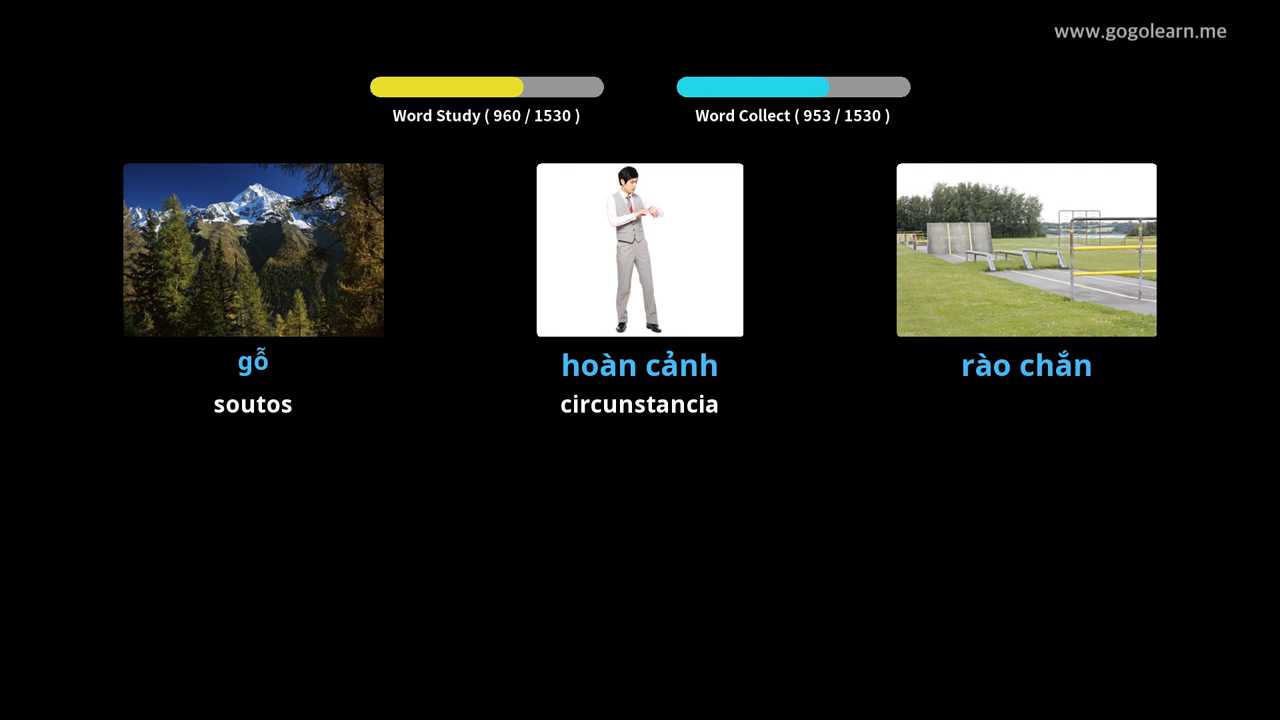 www.gogolearn.me
Word Study ( 960 / 1530 )
Word Collect ( 953 / 1530 )
gỗ
hoàn cảnh
rào chắn
soutos
circunstancia